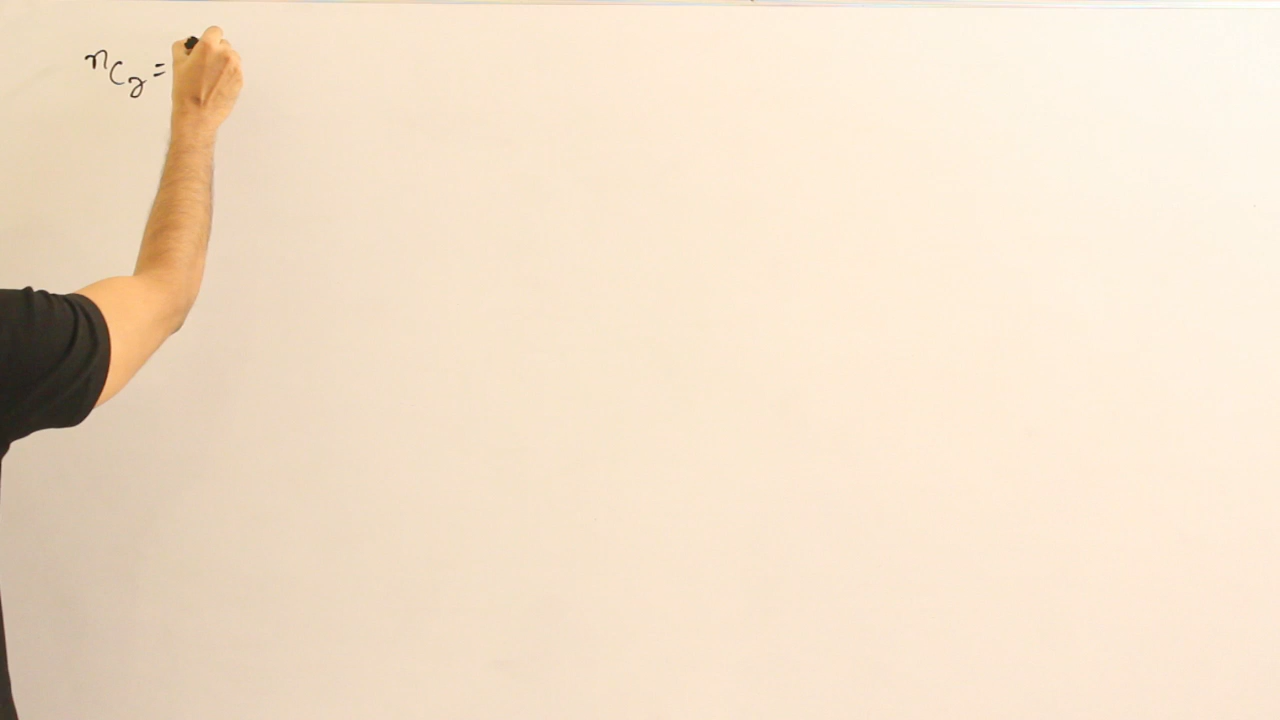 nCr =